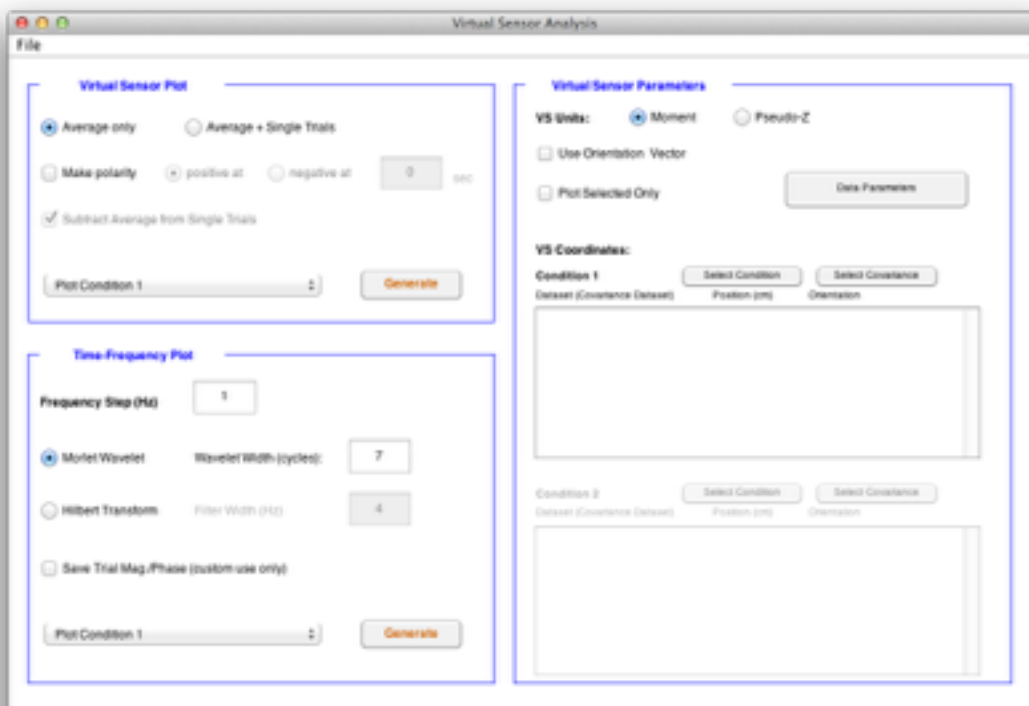 Virtual Sensor Analysis
File
Virtual Sensor Plot
Average only
Average + Single Trials
Make polarity
positive at
negative at
0
sec
Subtract Average from Single Trials
Plot Condition 1
Generate
Time-Frequency Plot
Frequency Step (Hz)
1
Morlet Wavelet
Wavelet Width (cycles):
7
Hilbert Transform
Filter Width (Hz)
4
Save Trial Mag./Phase (custom use only)
Plot Condition 1
Generate
Virtual Sensor Parameters
VS Units:
Moment
Pseudo-Z
Use Orientation Vector
Plot Selected Only
Data Parameters
VS Coordinates:
Condition 1
Select Condition
Select Covariance
Dataset (Covariance Dataset)
Position (cm)
Orientation
Condition 2
Select Condition
Select Covariance
Dataset (Covariance Dataset)
Position (cm)
Orientation